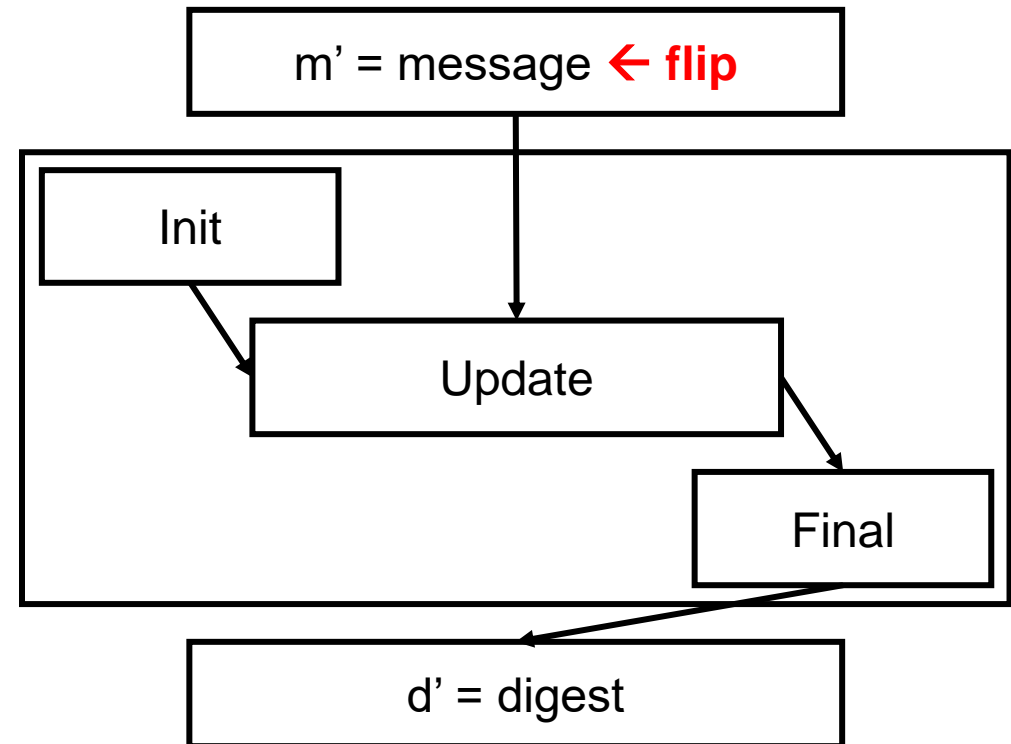 m’ = message ← flip
Init
Update
Final
d’ = digest